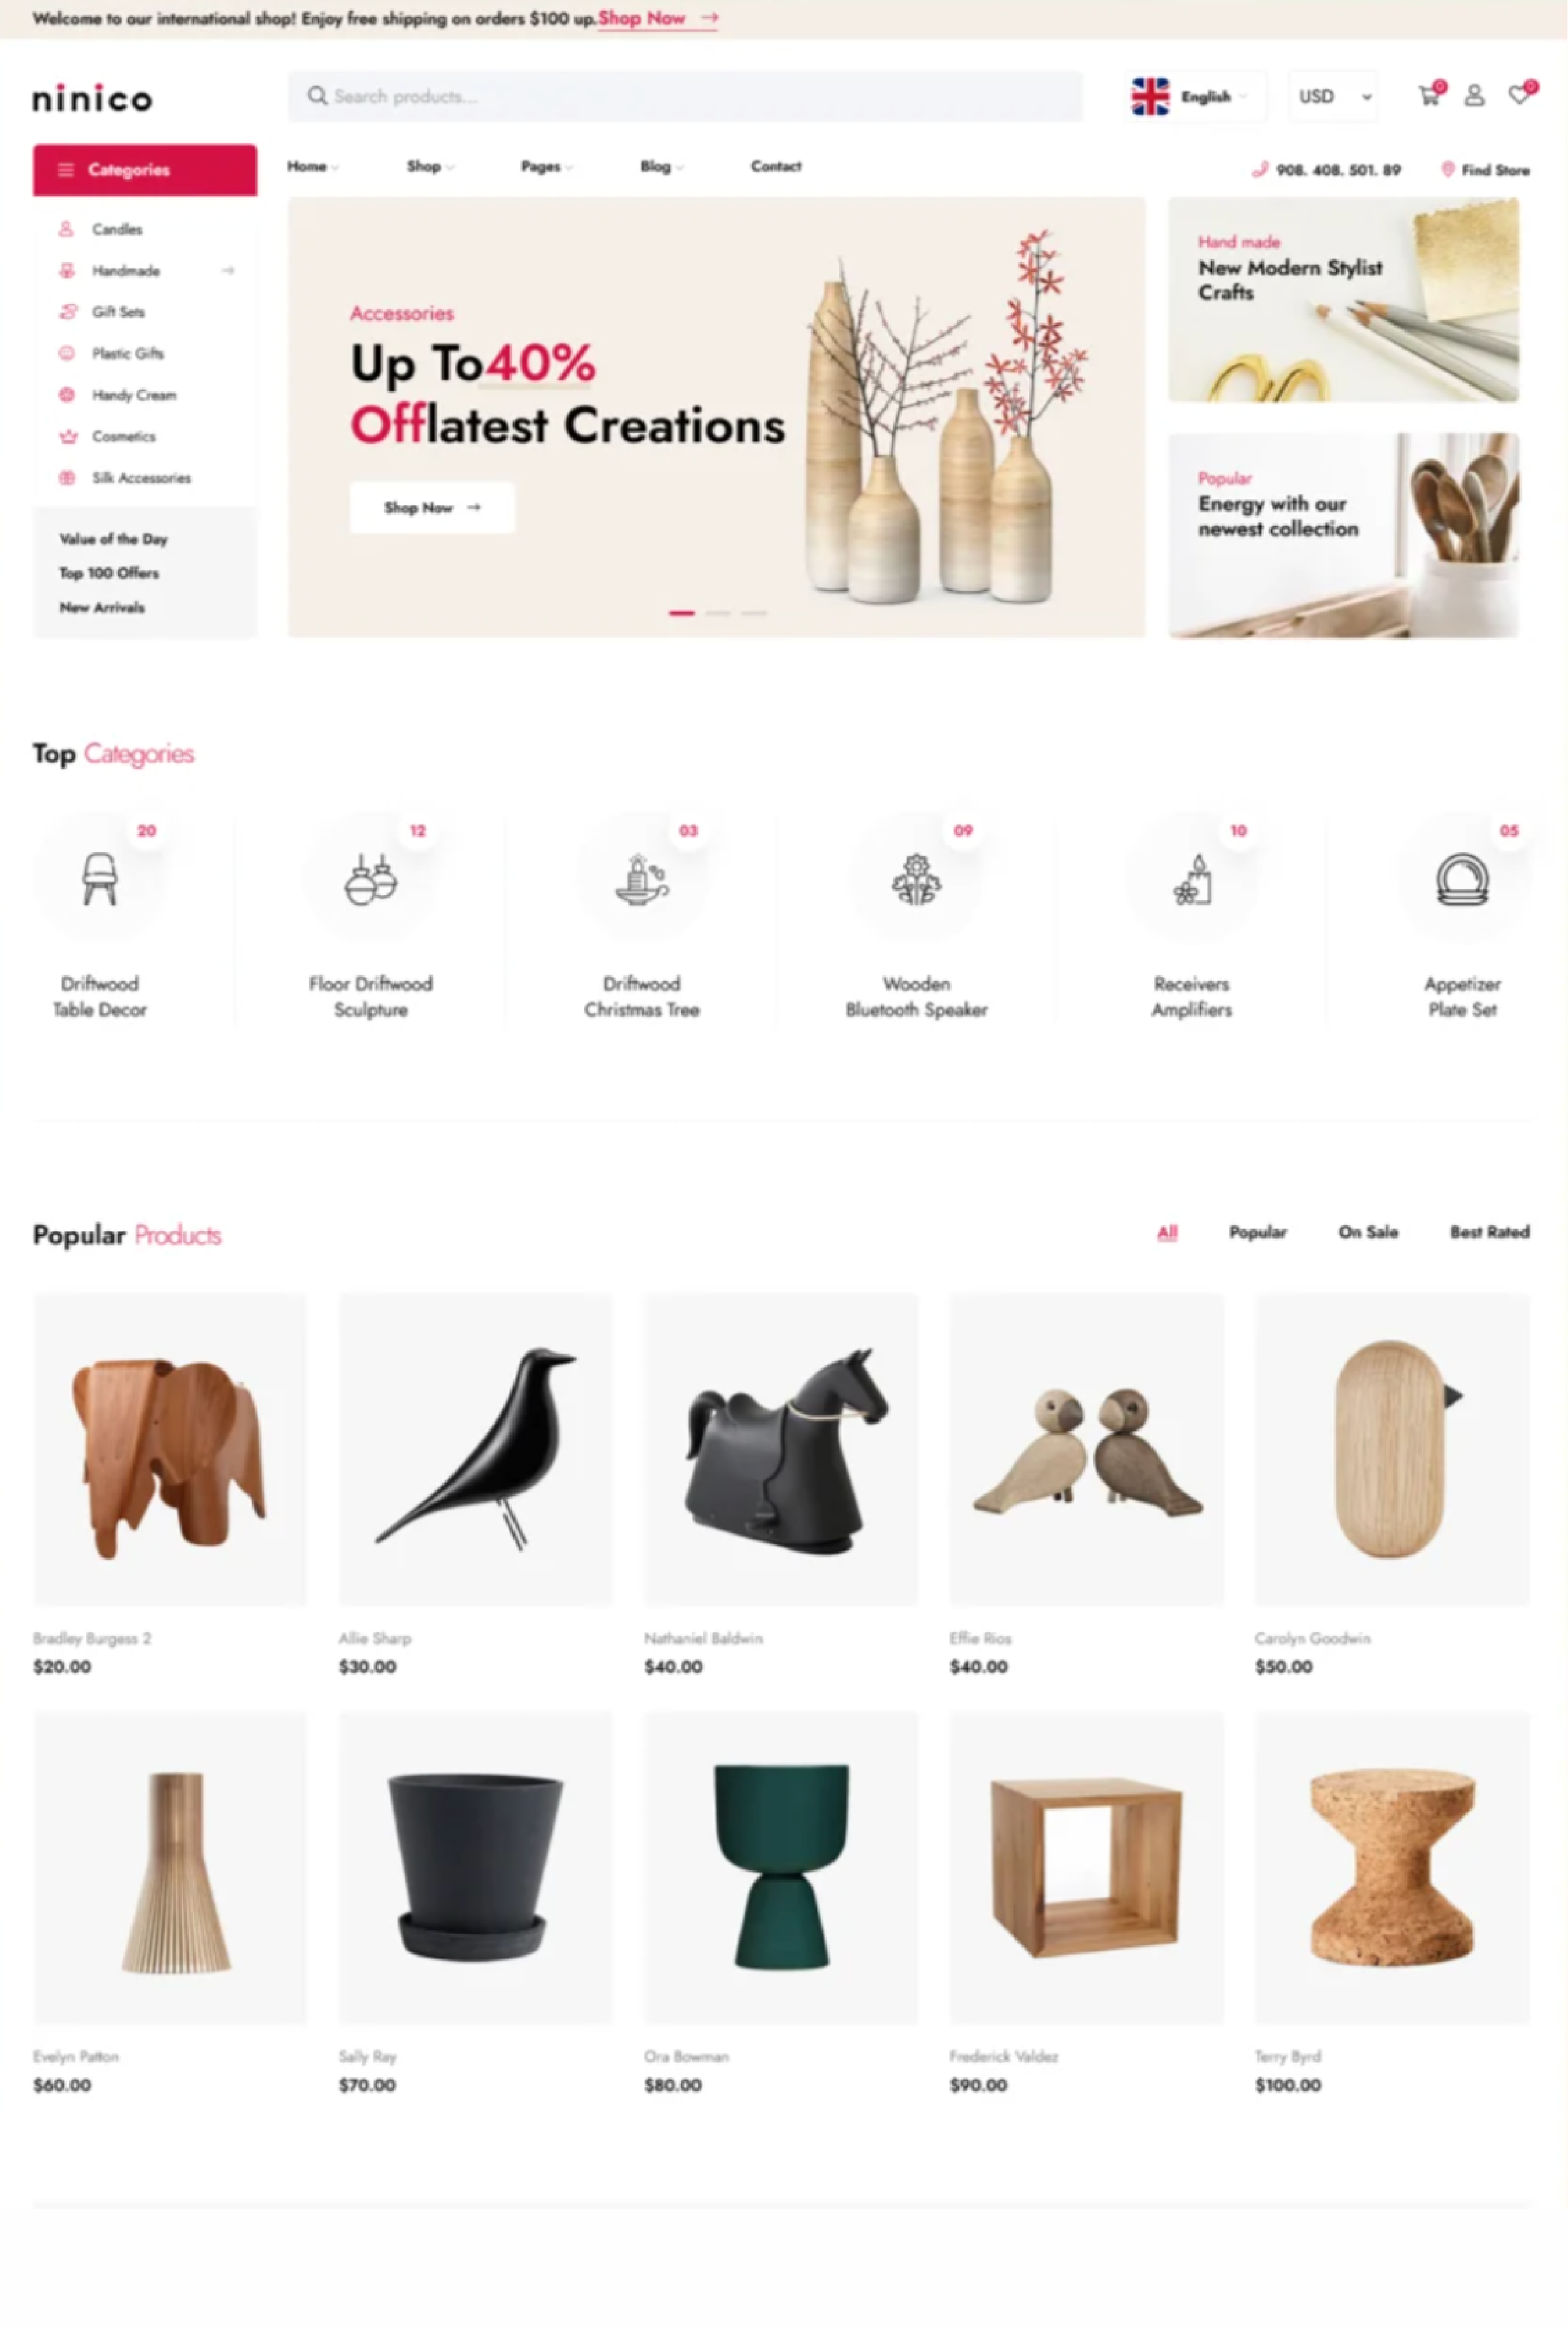 Welcome to our international shop! Enjoy free shipping on orders $100 up.Shop Now
ninico
Search products...
English
USD
0
0
Categories
Home
Shop
Pages
Blog
Contact
908. 408. 501. 89
Find Store
Candles
Handmade
Gift Sets
Plastic Gifts
Handy Cream
Cosmetics
Silk Accessories
Value of the Day
Top 100 Offers
New Arrivals
Accessories
Up To40%
Offlatest Creations
Shop Now
Hand made
New Modern Stylist
Crafts
Popular
Energy with our
newest collection
Top Categories
20
12
03
09
10
05
Driftwood
Table Decor
Floor Driftwood
Sculpture
Driftwood
Christmas Tree
Wooden
Bluetooth Speaker
Receivers
Amplifiers
Appetizer
Plate Set
Popular Products
All
Popular
On Sale
Best Rated
Bradley Burgess 2
$20.00
Allie Sharp
$30.00
Nathaniel Baldwin
$40.00
Effie Rios
$40.00
Carolyn Goodwin
$50.00
Evelyn Patton
$60.00
Sally Ray
$70.00
Ora Bowman
$80.00
Frederick Valdez
$90.00
Terry Byrd
$100.00